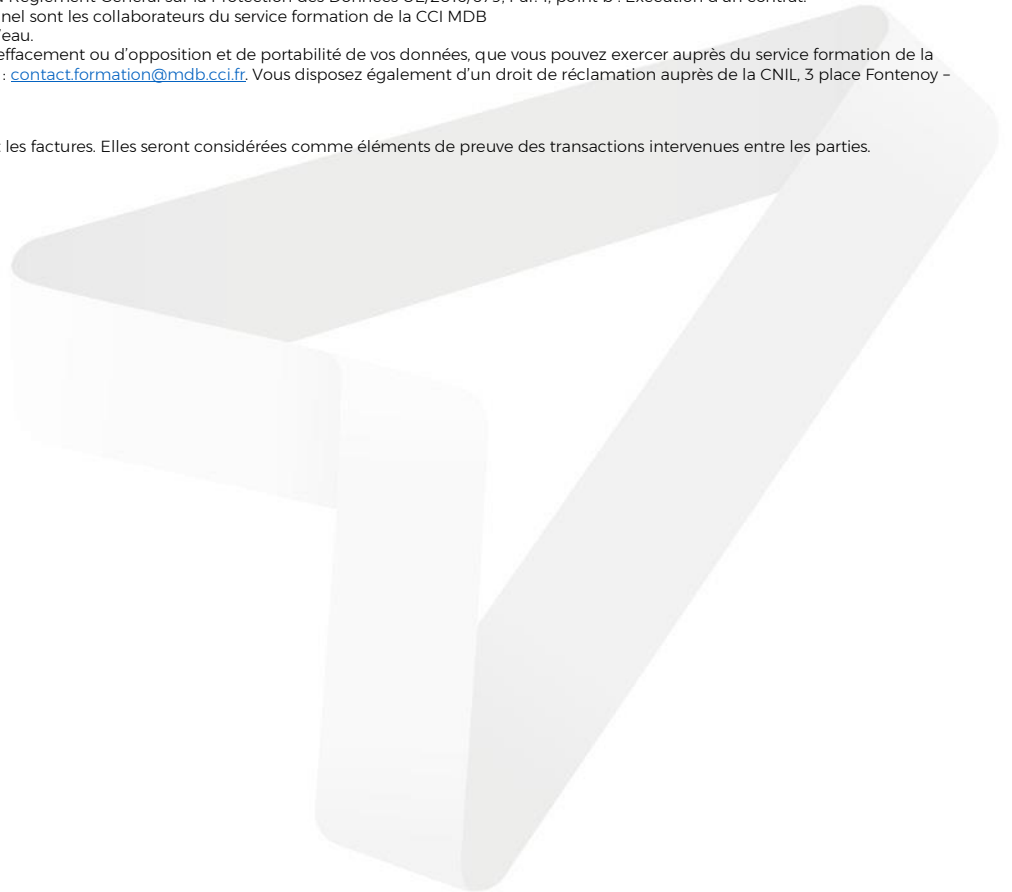 Règlement Général sur la Protection des Données UE/2016/679, Par. 1, point b : Exécution d'un contrat.
nel sont les collaborateurs du service formation de la CCI MDB
'eau.
effacement ou d'opposition et de portabilité de vos données, que vous pouvez exercer auprès du service formation de la
: contact.formation@mdb.cci.fr. Vous disposez également d'un droit de réclamation auprès de la CNIL, 3 place Fontenoy –
les factures. Elles seront considérées comme éléments de preuve des transactions intervenues entre les parties.